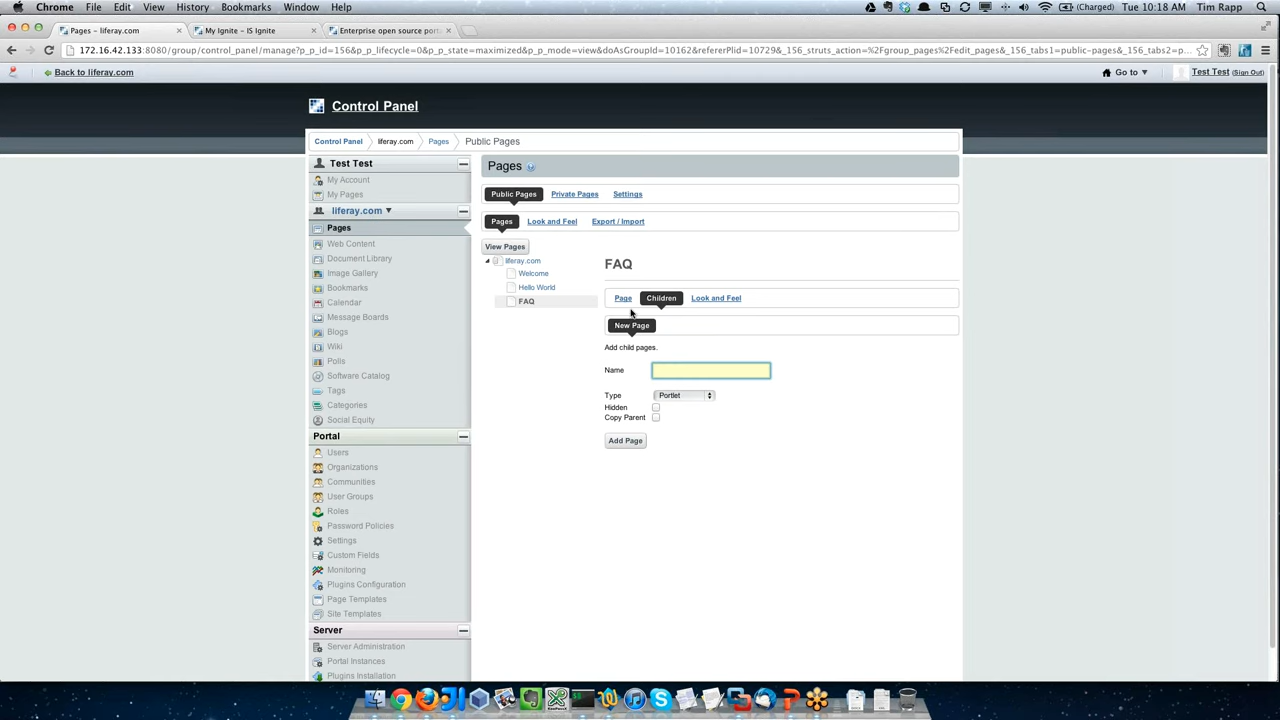 Chrome File Edit View History Bookmarks Window Help
(Charged) Tue 10:18 AM Tim Rapp
Pages – liferay.com
My Ignite – IS Ignite
Enterprise open source port
172.16.42.133:8080/group/control_panel/manage?p_p_id=156&p_p_lifecycle=0&p_p_state=maximized&p_p_mode=view&doAsGroupId=10162&refererPlid=10729&_156_struts_action=%2Fgroup_pages%2Fedit_pages&_156_tabs1=public-pages&_156_tabs2=p...
Back to liferay.com
Go to
Test Test (Sign Out)
Control Panel
Control Panel liferay.com Pages Public Pages
Test Test
My Account
My Pages
liferay.com
Pages
Web Content
Document Library
Image Gallery
Bookmarks
Calendar
Message Boards
Blogs
Wiki
Polls
Software Catalog
Tags
Categories
Social Equity
Portal
Users
Organizations
Communities
User Groups
Roles
Password Policies
Settings
Custom Fields
Monitoring
Plugins Configuration
Page Templates
Site Templates
Server
Server Administration
Portal Instances
Plugins Installation
Pages
Public Pages Private Pages Settings
Pages Look and Feel Export / Import
View Pages
liferay.com
Welcome
Hello World
FAQ
FAQ
Page Children Look and Feel
New Page
Add child pages.
Name
Type Portlet
Hidden
Copy Parent
Add Page